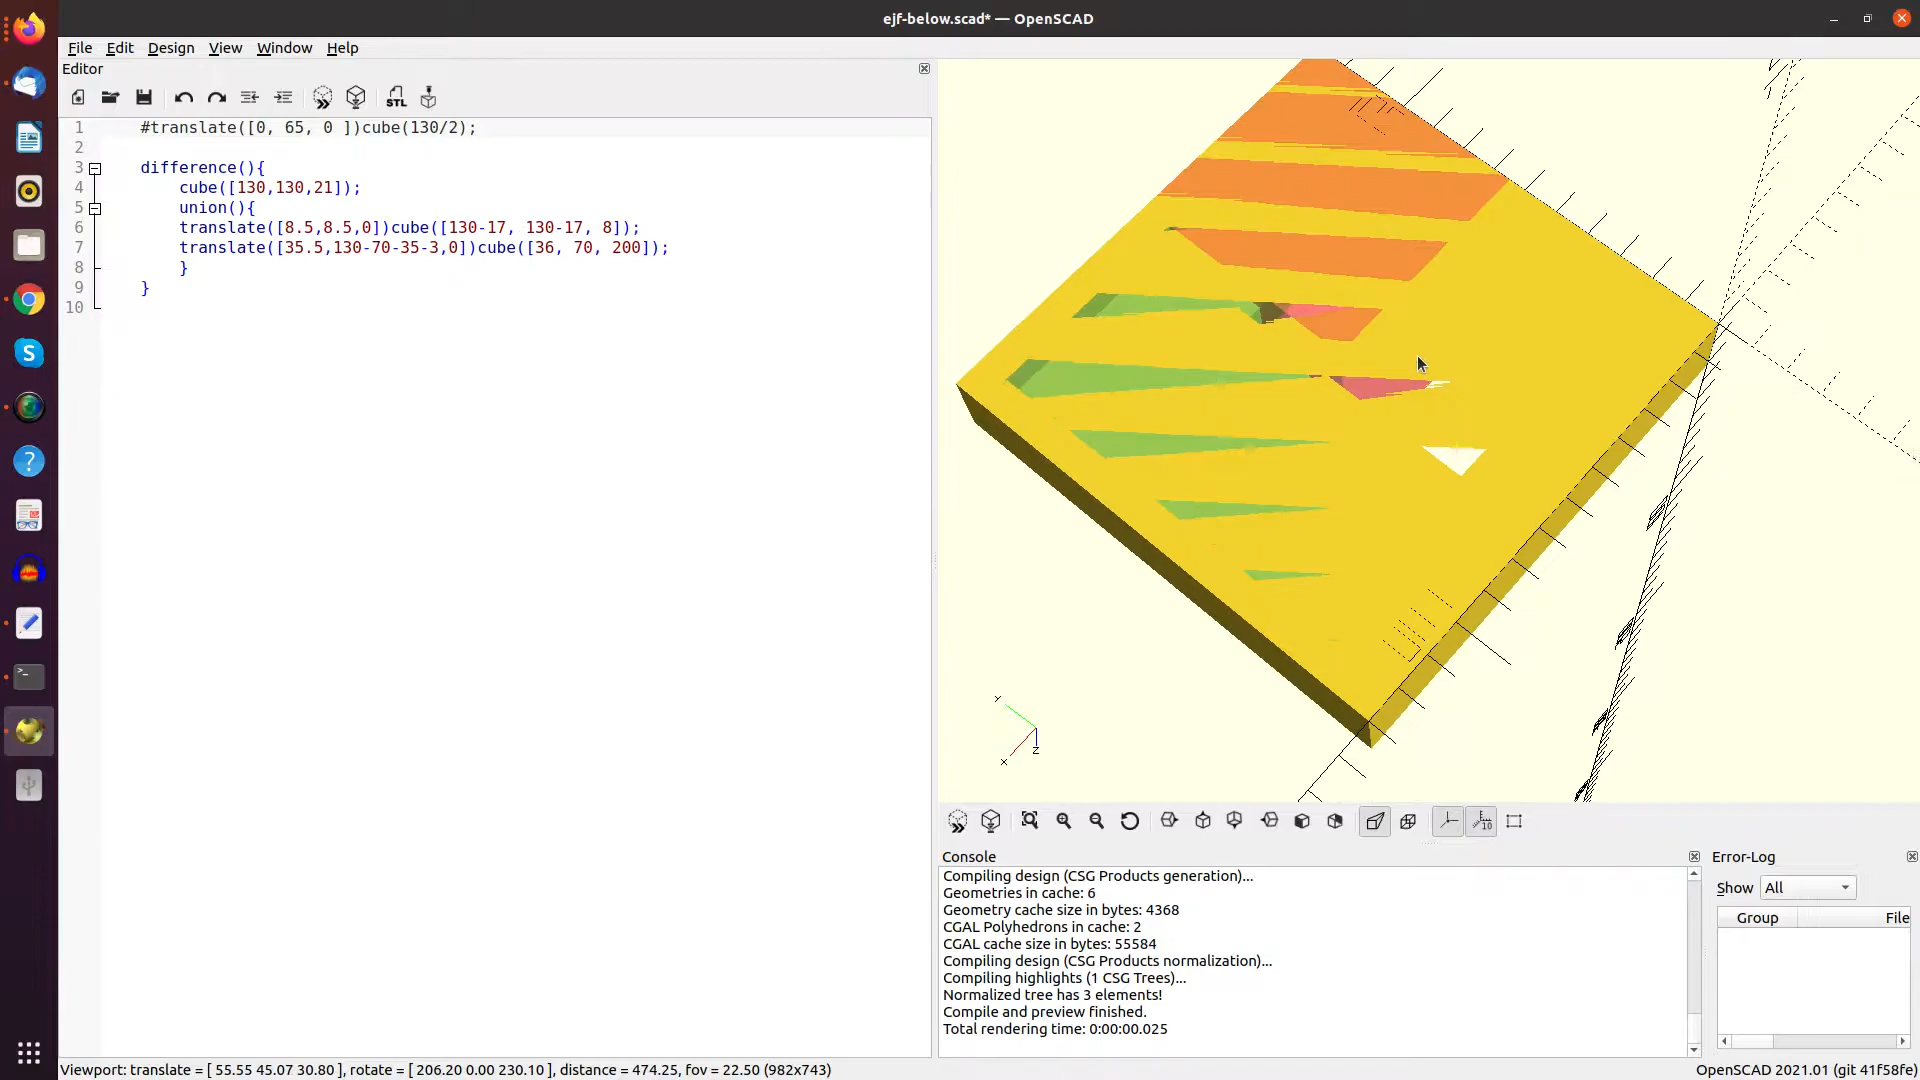 ejf-below.scad* — OpenSCAD
File Edit Design View Window Help
Editor
STL
1 #translate([0, 65, 0 ])cube(130/2);
2
3 difference(){
4 cube([130,130,21]);
5 union(){
6 translate([8.5,8.5,0])cube([130-17, 130-17, 8]);
7 translate([35.5,130-70-35-3,0])cube([36, 70, 200]);
8 }
9 }
10
Y
X
Z
10
Console
Compiling design (CSG Products generation)...
Geometries in cache: 6
Geometry cache size in bytes: 4368
CGAL Polyhedrons in cache: 2
CGAL cache size in bytes: 55584
Compiling design (CSG Products normalization)...
Compiling highlights (1 CSG Trees)...
Normalized tree has 3 elements!
Compile and preview finished.
Total rendering time: 0:00:00.025
Error-Log
Show All
Group File
Viewport: translate = [ 55.55 45.07 30.80 ], rotate = [ 206.20 0.00 230.10 ], distance = 474.25, fov = 22.50 (982x743)
OpenSCAD 2021.01 (git 41f58fe)